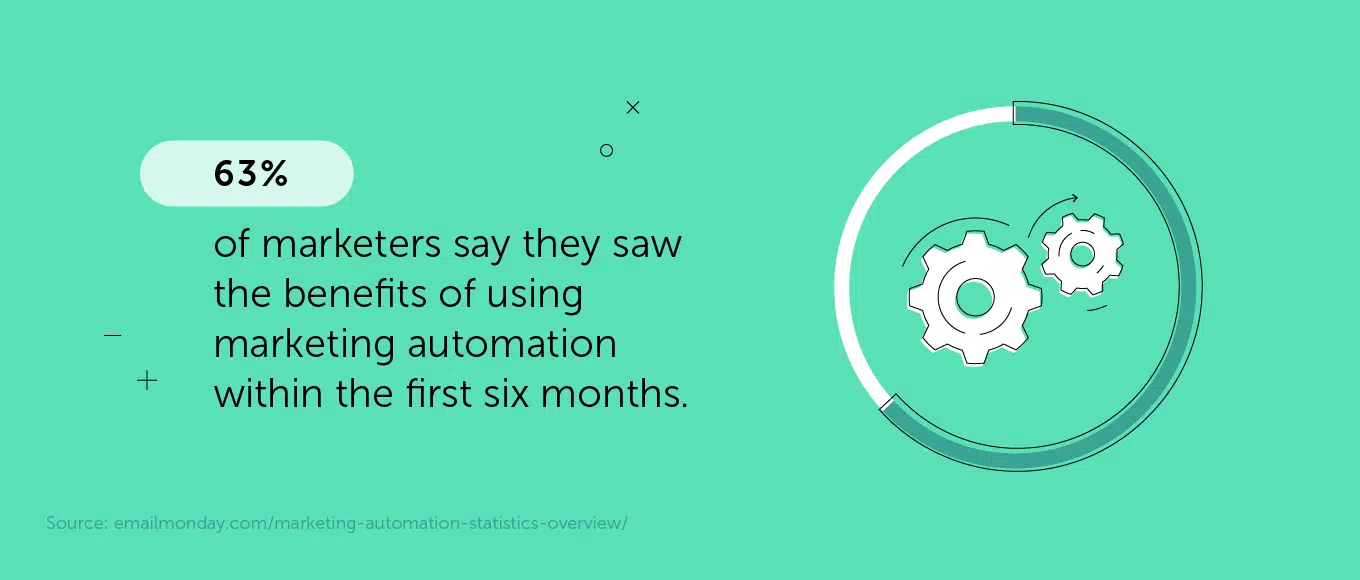 63%
of marketers say they saw
the benefits of using
marketing automation
within the first six months.
Source: emailmonday.com/marketing-automation-statistics-overview/